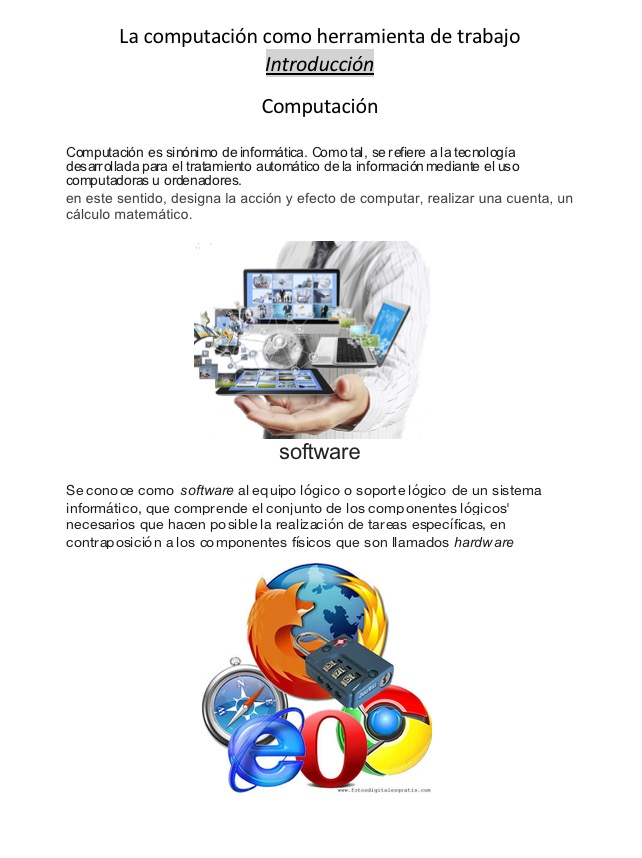 La computación como herramienta de trabajo
Introducción
Computación
Computación es sinónimo de informática. Como tal, se refiere a la tecnología
desarrollada para el tratamiento automático de la información mediante el uso
computadoras u ordenadores.
en este sentido, designa la acción y efecto de computar, realizar una cuenta, un
cálculo matemático.
software
Se conoce como software al equipo lógico o soporte lógico de un sistema
informático, que comprende el conjunto de los componentes lógicos'
necesarios que hacen posible la realización de tareas específicas, en
contraposición a los componentes físicos que son llamados hardware
N
www.fotosdigitalesgratis.com